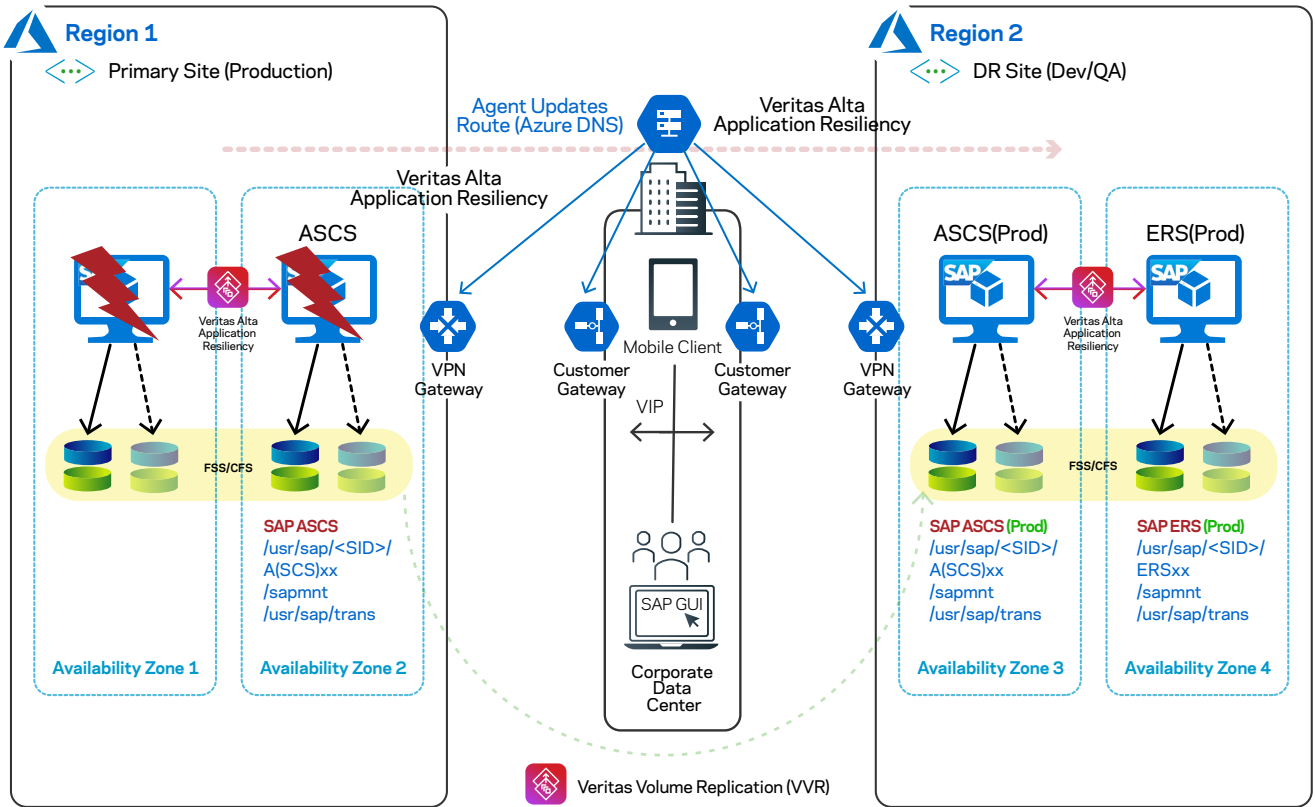 Region 1
Primary Site (Production)
Region 2
DR Site (Dev/QA)
Agent Updates
Route (Azure DNS)
Veritas Alta
Application Resiliency
Veritas Alta
Application Resiliency
ASCS
SAP
SAP
Veritas Alta
Application
Resiliency
VPN
Gateway
Customer
Gateway
Mobile Client
Customer
Gateway
VPN
Gateway
VIP
ASCS(Prod)
ERS(Prod)
SAP
SAP
Veritas Alta
Application
Resiliency
FSS/CFS
FSS/CFS
SAP ASCS
/usr/sap/<SID>/
A(SCS)xx
/sapmnt
/usr/sap/trans
Availability Zone 1
Availability Zone 2
SAP GUI
Corporate
Data
Center
SAP ASCS (Prod)
/usr/sap/<SID>/
A(SCS)xx
/sapmnt
/usr/sap/trans
SAP ERS (Prod)
/usr/sap/<SID>/
ERSxx
/sapmnt
/usr/sap/trans
Availability Zone 3
Availability Zone 4
Veritas Volume Replication (VVR)